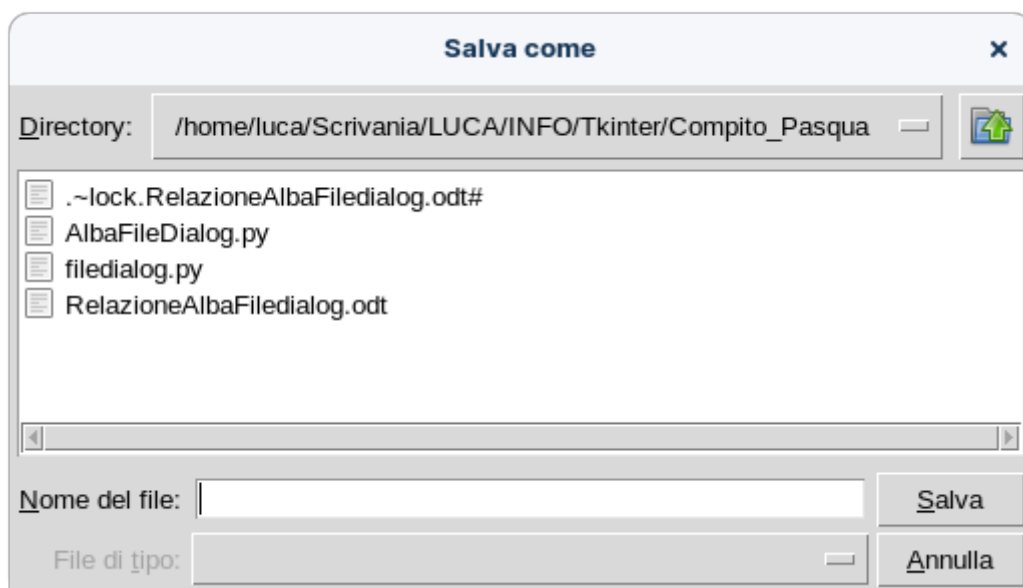 Salva come
Directory: /home/luca/Scrivania/LUCA/INFO/Tkinter/Compito_Pasqua
.~lock.RelazioneAlbaFiledialog.odt#
AlbaFileDialog.py
filedialog.py
RelazioneAlbaFiledialog.odt
Nome del file: Salva
File di tipo: Annulla